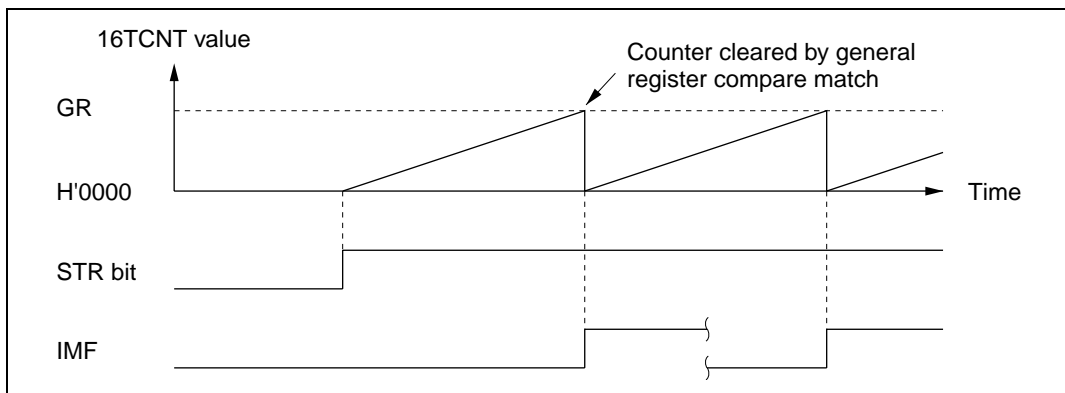 16TCNT value
Counter cleared by general
register compare match
GR
H'0000
Time
STR bit
IMF